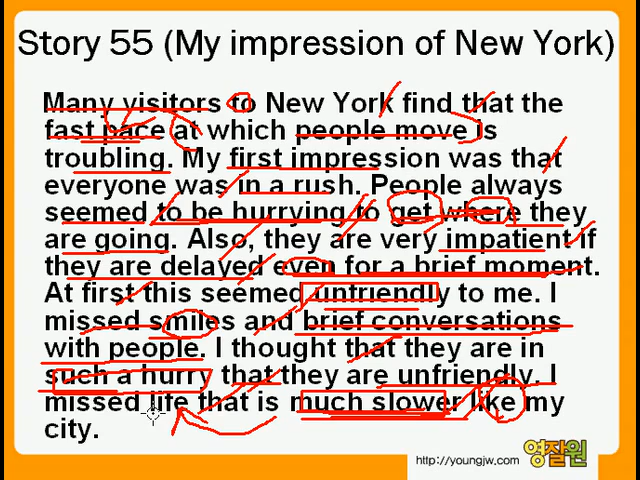 Story 55 (My impression of New York)
Many visitors to New York find that the
fast pace at which people move is
troubling. My first impression was that
everyone was in a rush. People always
seemed to be hurrying to get where they
are going. Also, they are very impatient if
they are delayed even for a brief moment.
At first this seemed unfriendly to me. I
missed smiles and brief conversations
with people. I thought that they are in
such a hurry that they are unfriendly. I
missed life that is much slower like my
city.
영잘원
http://youngjw.com